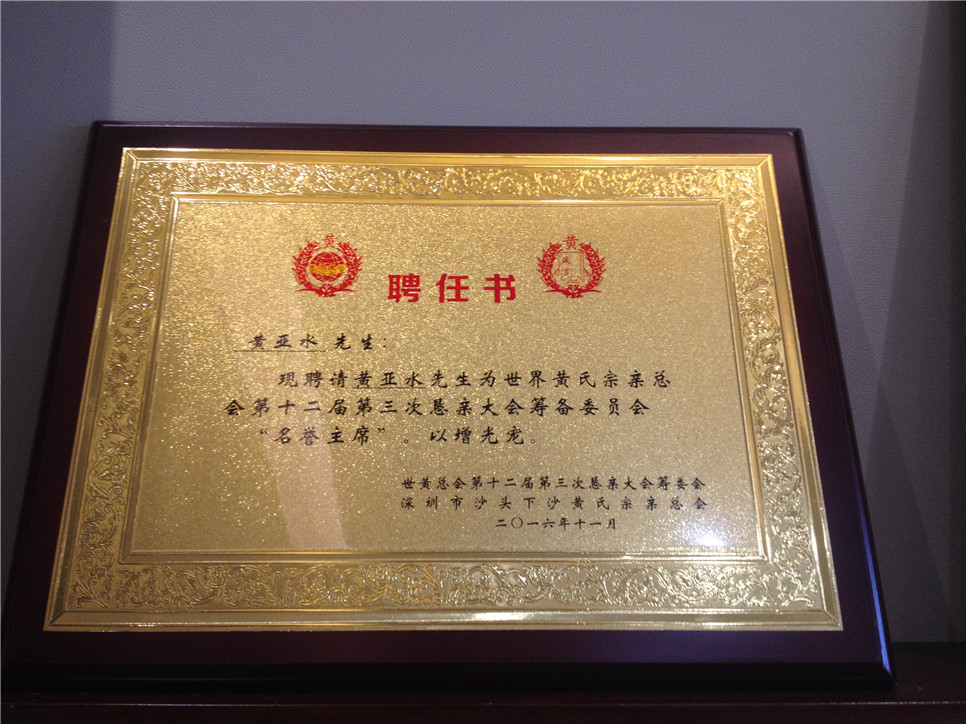 黄
黄
聘任书
黄亚水 先生：
现聘请黄亚水先生为世界黄氏宗亲总
会第十二届第三次恳亲大会筹备委员会
“名誉主席”。以增光宠。
世黄总会第十二届第三次恳亲大会筹委会
深圳市沙头下沙黄氏宗亲总会
二〇一六年十一月